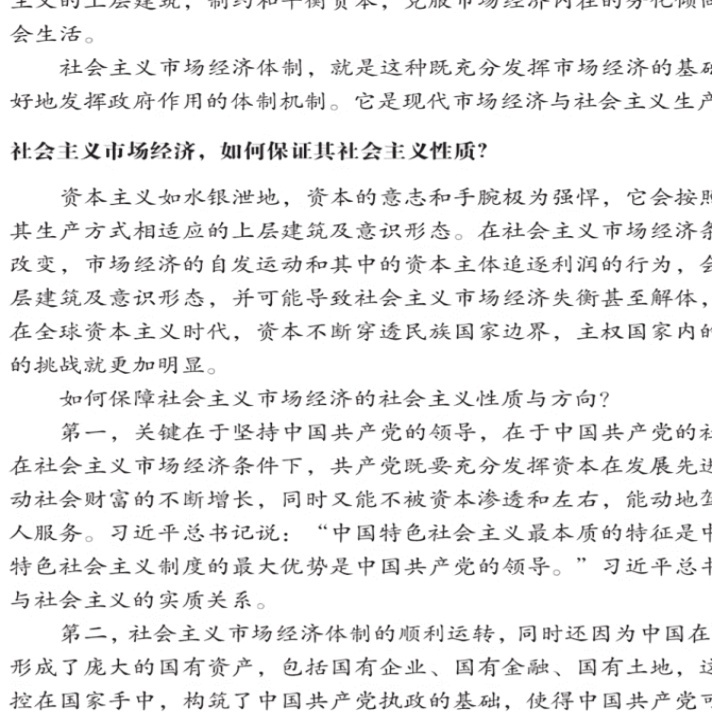 主义的上层建筑，制约和平衡资本，克服市场经济内在的分化倾向
会生活。
社会主义市场经济体制，就是这种既充分发挥市场经济的基础
好地发挥政府作用的体制机制。它是现代市场经济与社会主义生产
社会主义市场经济，如何保证其社会主义性质？
资本主义如水银泄地，资本的意志和手腕极为强悍，它会按照
其生产方式相适应的上层建筑及意识形态。在社会主义市场经济条
改变，市场经济的自发运动和其中的资本主体追逐利润的行为，会
层建筑及意识形态，并可能导致社会主义市场经济失衡甚至解体，
在全球资本主义时代，资本不断穿透民族国家边界，主权国家内的
的挑战就更加明显。
如何保障社会主义市场经济的社会主义性质与方向？
第一，关键在于坚持中国共产党的领导，在于中国共产党的社
在社会主义市场经济条件下，共产党既要充分发挥资本在发展先进
动社会财富的不断增长，同时又能不被资本渗透和左右，能动地驾
人服务。习近平总书记说：“中国特色社会主义最本质的特征是中
特色社会主义制度的最大优势是中国共产党的领导。”习近平总书
与社会主义的实质关系。
第二，社会主义市场经济体制的顺利运转，同时还因为中国在
形成了庞大的国有资产，包括国有企业、国有金融、国有土地，这
控在国家手中，构筑了中国共产党执政的基础，使得中国共产党可